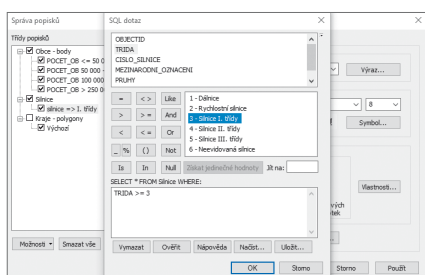 Správa popisků
Třídy popisků
Obce - body
POCET_OB <= 50 0
POCET_OB 50 000 -
POCET_OB 100 000
POCET_OB > 250 0
Silnice
silnice => I. třídy
Kraje - polygony
Výchozí
Možnosti
Smazat vše
SQL dotaz
OBJECTID
TRIDA
CISLO_SILNICE
MEZINARODNI_OZNACENI
PRUHY
= < > Like
> > = And
< < = Or
_ % () Not
Is In Null
1 - Dálnice
2 - Rychlostní silnice
3 - Silnice I. třídy
4 - Silnice II. třídy
5 - Silnice III. třídy
6 - Neevidovaná silnice
Získat jedinečné hodnoty
Jít na:
SELECT * FROM Silnice WHERE:
TRIDA >= 3
Vymazat
Ověřit
Nápověda
Načíst...
Uložit...
OK
Storno
Výraz...
8
Symbol...
Vlastnosti...
vých
tek
Storno
Použít